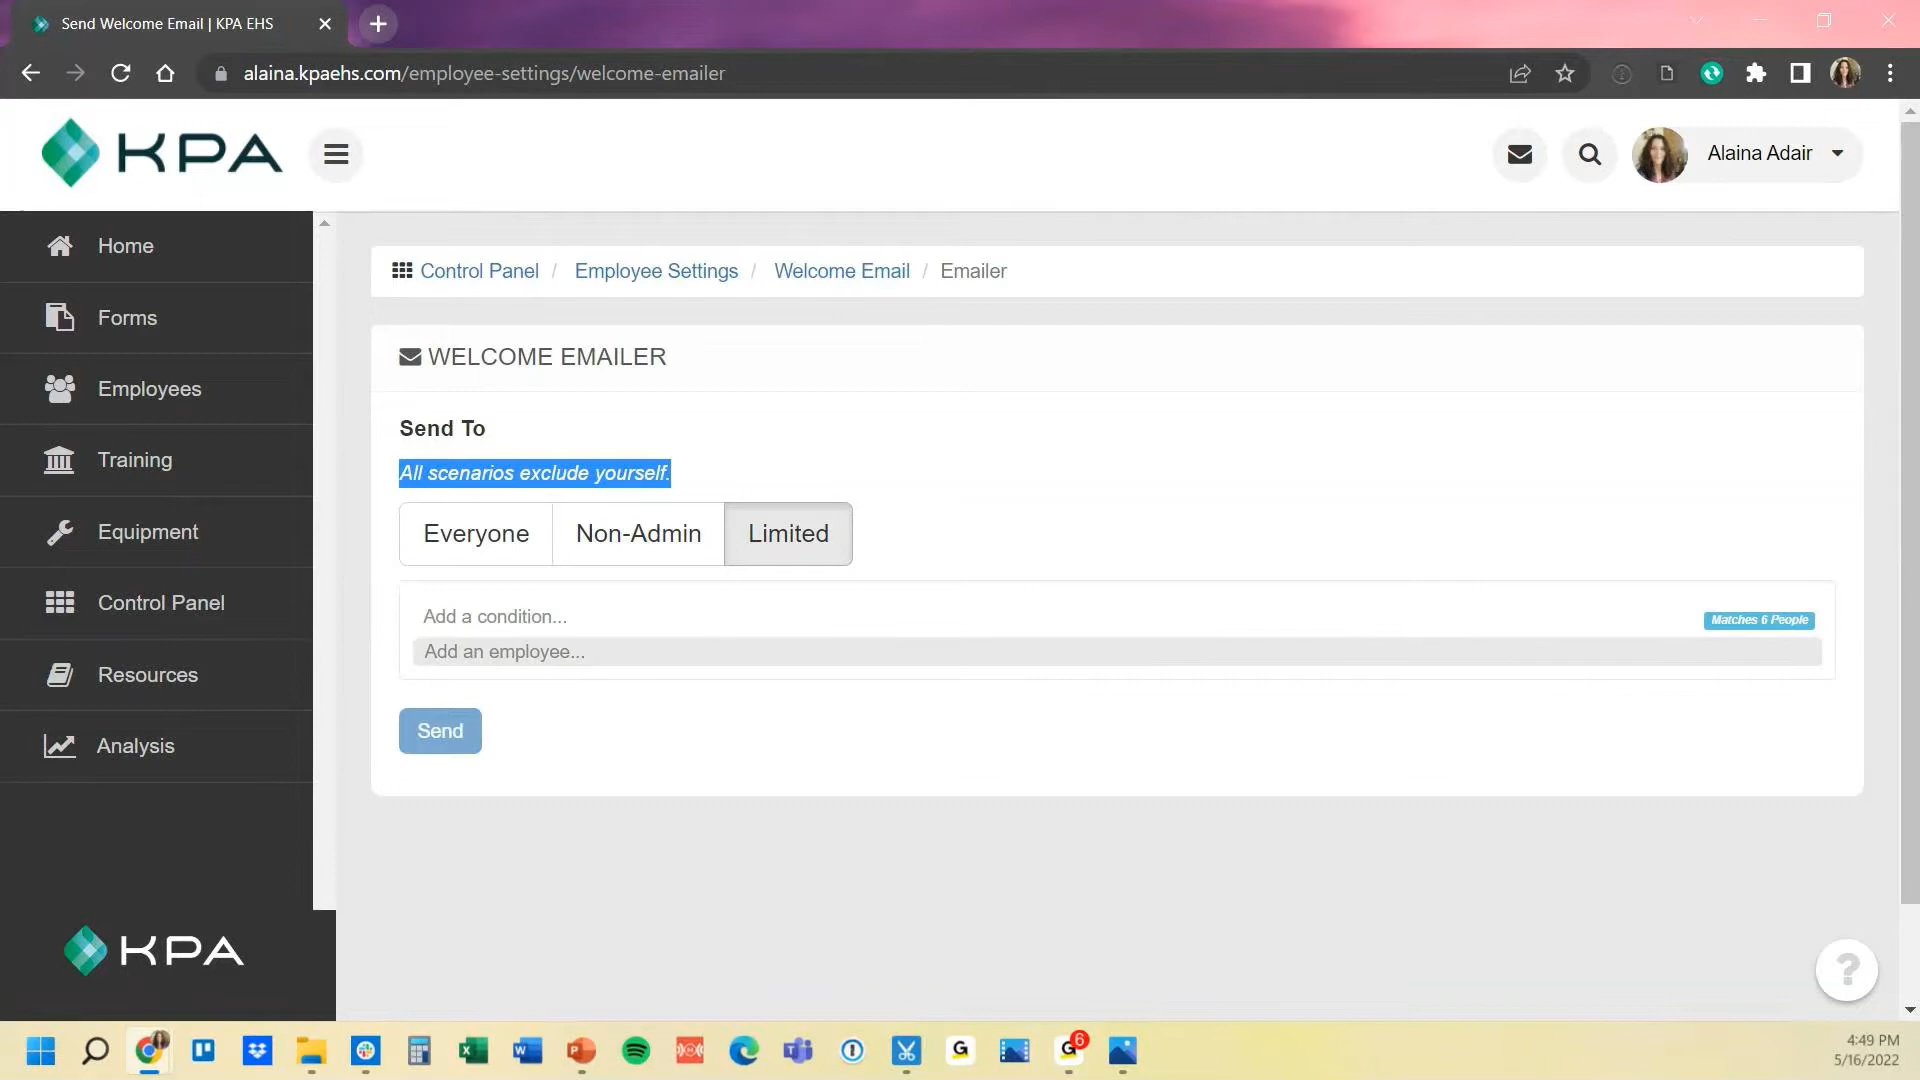 Send Welcome Email | KPA EHS
alaina.kpaehs.com/employee-settings/welcome-emailer
KPA
Alaina Adair
Home
Forms
Employees
Training
Equipment
Control Panel
Resources
Analysis
KPA
Control Panel / Employee Settings / Welcome Email / Emailer
WELCOME EMAILER
Send To
All scenarios exclude yourself.
Everyone Non-Admin Limited
Add a condition...
Matches 6 People
Add an employee...
Send
?
6
4:49 PM
5/16/2022